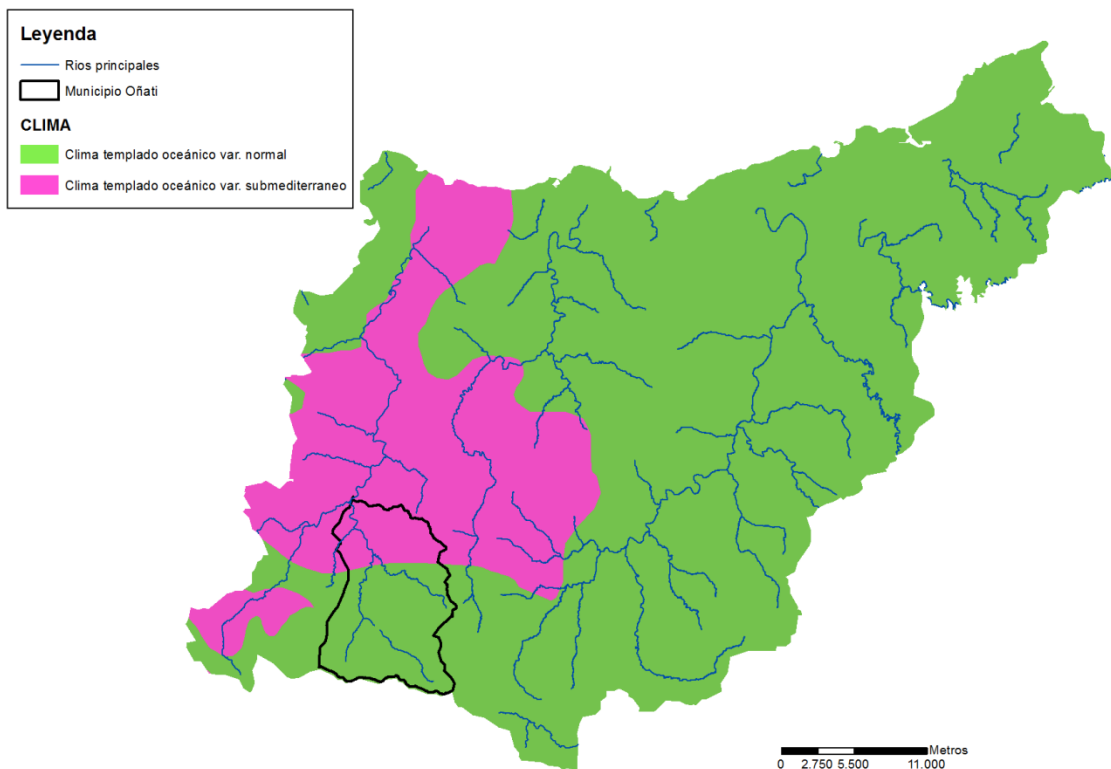 Leyenda
Rios principales
Municipio Oñati
CLIMA
Clima templado oceánico var. normal
Clima templado oceánico var. submediterraneo
Metros
0 2.750 5.500 11.000